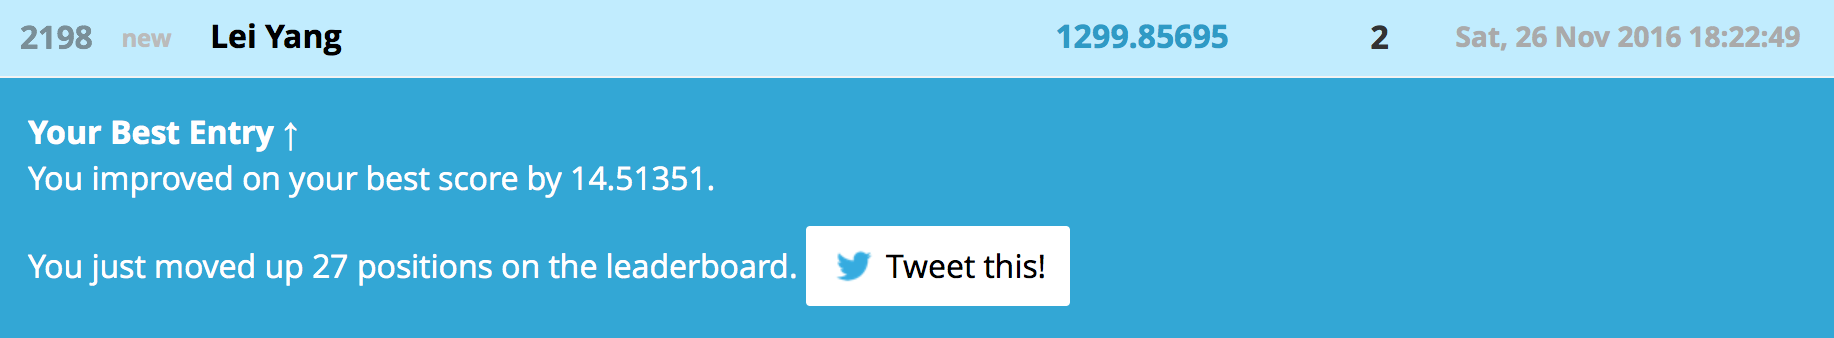 2198 new Lei Yang 1299.85695 2 Sat, 26 Nov 2016 18:22:49
Your Best Entry ↑
You improved on your best score by 14.51351.
You just moved up 27 positions on the leaderboard. Tweet this!